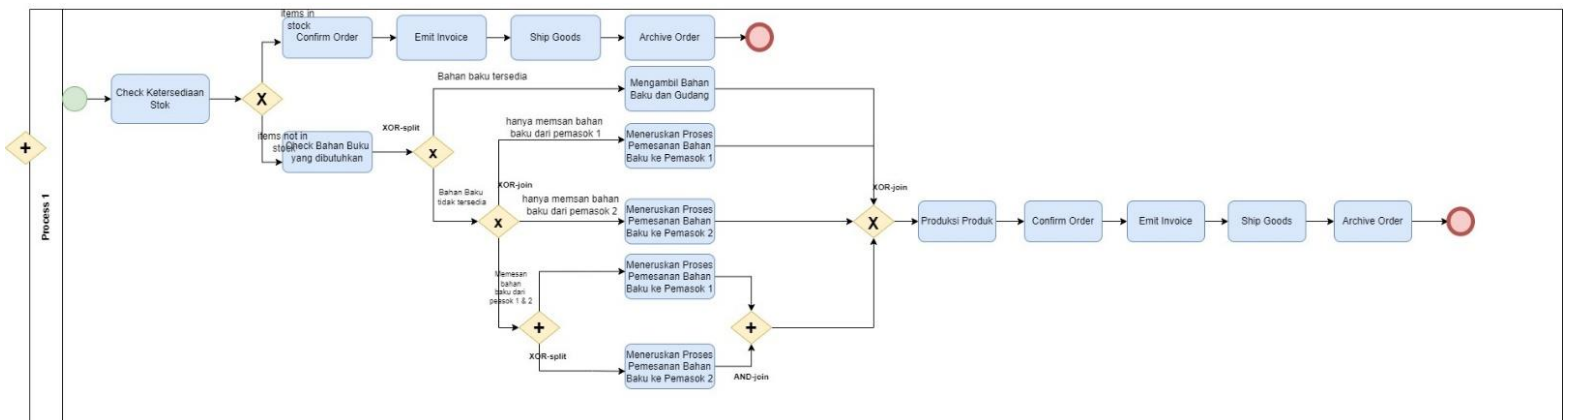 Process 1
Check Ketersediaan
Stok
items in
stock
Confirm Order
Emit Invoice
Ship Goods
Archive Order
items not in
stock
Check Bahan Buku
yang dibutuhkan
XOR-split
Bahan baku tersedia
Mengambil Bahan
Baku dan Gudang
Bahan Baku
tidak tersedia
XOR-join
hanya memsan bahan
baku dari pemasok 1
Meneruskan Proses
Pemesanan Bahan
Baku ke Pemasok 1
hanya memsan bahan
baku dari pemasok 2
Meneruskan Proses
Pemesanan Bahan
Baku ke Pemasok 2
Memesan
bahan
baku dari
peasok 1 & 2
XOR-split
Meneruskan Proses
Pemesanan Bahan
Baku ke Pemasok 1
Meneruskan Proses
Pemesanan Bahan
Baku ke Pemasok 2
AND-join
XOR-join
Produksi Produk
Confirm Order
Emit Invoice
Ship Goods
Archive Order